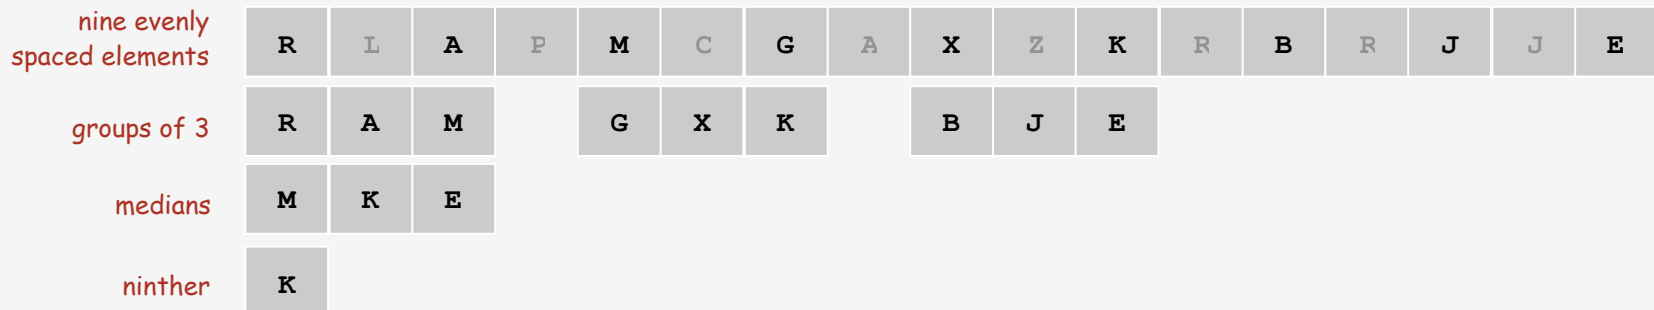 nine evenly
spaced elements
R L A P M C G A X Z K R B R J J E
groups of 3
R A M G X K B J E
medians
M K E
ninther
K